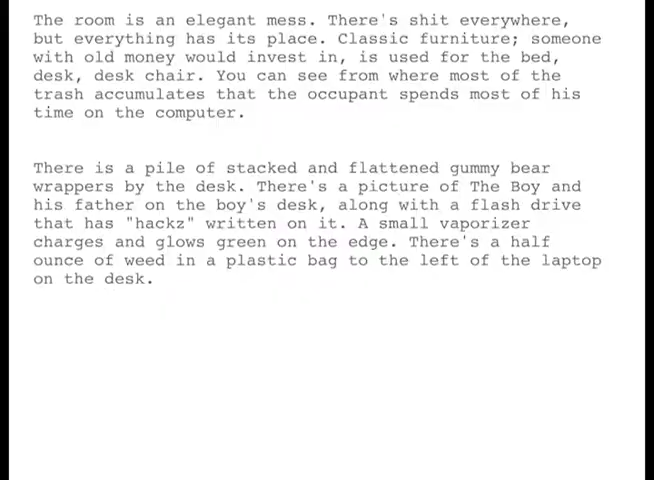 The room is an elegant mess. There's shit everywhere,
but everything has its place. Classic furniture; someone
with old money would invest in, is used for the bed,
desk, desk chair. You can see from where most of the
trash accumulates that the occupant spends most of his
time on the computer.
There is a pile of stacked and flattened gummy bear
wrappers by the desk. There's a picture of The Boy and
his father on the boy's desk, along with a flash drive
that has "hackz" written on it. A small vaporizer
charges and glows green on the edge. There's a half
ounce of weed in a plastic bag to the left of the laptop
on the desk.